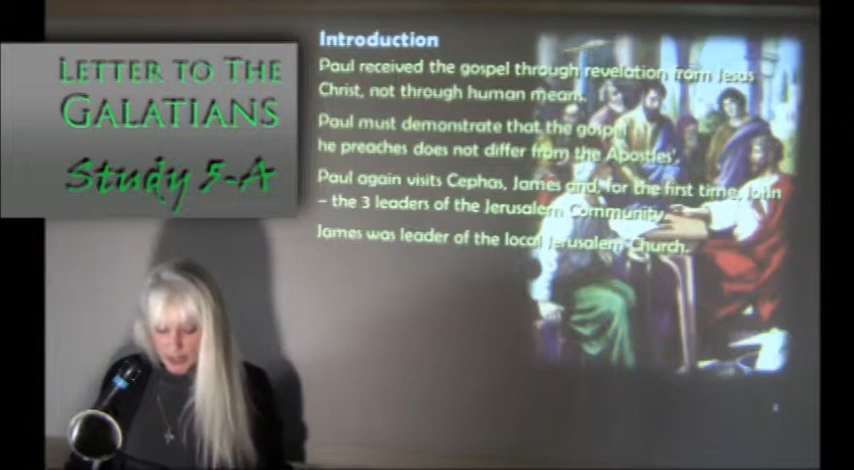 LETTER TO THE
GALATIANS
Study 5-A
Introduction
Paul received the gospel through revelation from Jesus
Christ, not through human means.
Paul must demonstrate that the gospel
he preaches does not differ from the Apostles'.
Paul again visits Cephas, James and, for the first time, John
– the 3 leaders of the Jerusalem Community.
James was leader of the local Jerusalem Church.